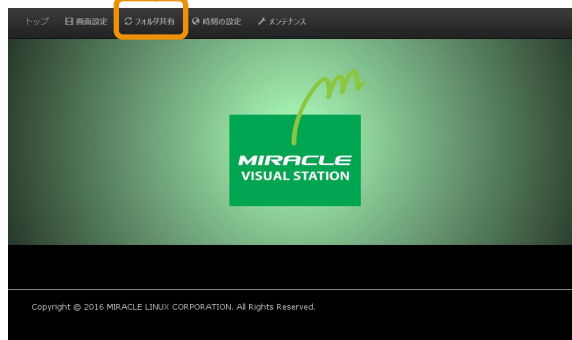 トップ 画面設定 フォルダ共有 時刻の設定 メンテナンス
MIRACLE
VISUAL STATION
Copyright © 2016 MIRACLE LINUX CORPORATION. All Rights Reserved.